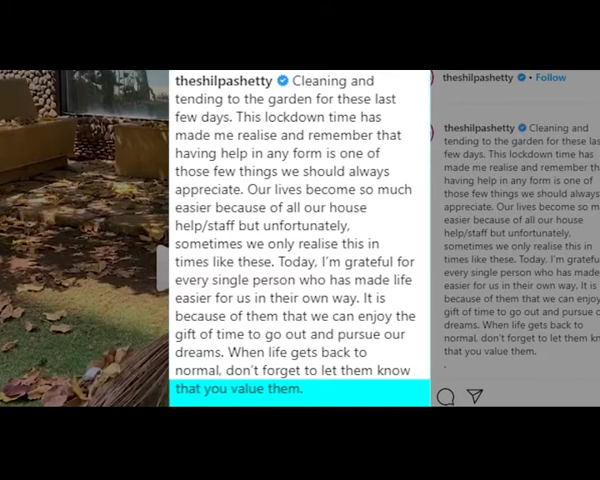 theshilpashetty Cleaning and
tending to the garden for these last
few days. This lockdown time has
made me realise and remember that
having help in any form is one of
those few things we should always
appreciate. Our lives become so much
easier because of all our house
help/staff but unfortunately,
sometimes we only realise this in
times like these. Today, I'm grateful for
every single person who has made life
easier for us in their own way. It is
because of them that we can enjoy the
gift of time to go out and pursue our
dreams. When life gets back to
normal, don't forget to let them know
that you value them.
theshilpashetty • Follow
theshilpashetty Cleaning and
tending to the garden for these las
few days. This lockdown time has
made me realise and remember th
having help in any form is one of
those few things we should always
appreciate. Our lives become so m
easier because of all our house
help/staff but unfortunately,
sometimes we only realise this in
times like these. Today, I'm gratefu
every single person who has made
easier for us in their own way. It is
because of them that we can enjoy
gift of time to go out and pursue o
dreams. When life gets back to
normal, don't forget to let them kn
that you value them.
.